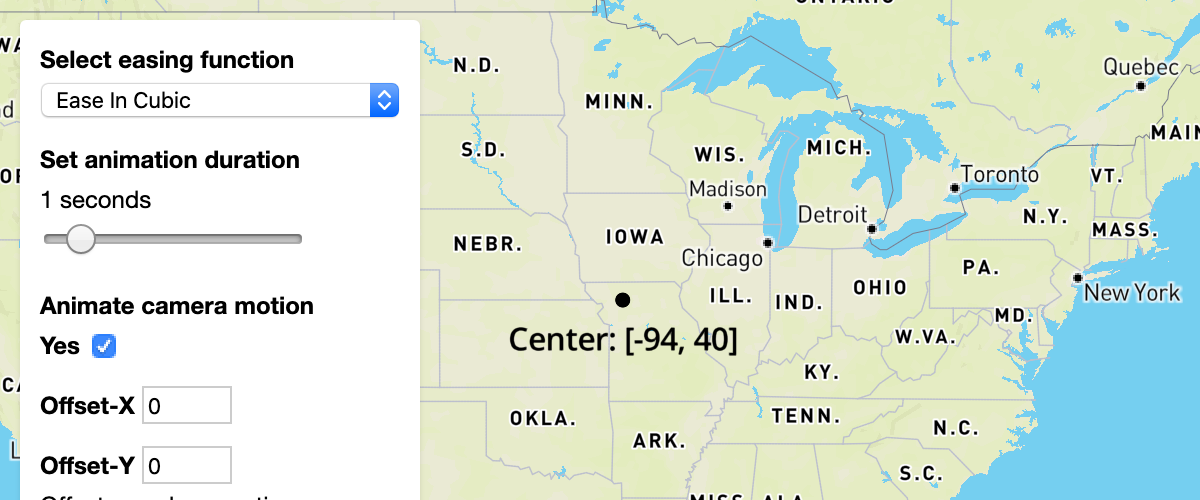 Select easing function
Ease In Cubic
Set animation duration
1 seconds
Animate camera motion
Yes
Offset-X 0
Offset-Y 0
ONTARIO
N.D.
MINN.
Quebec
S.D.
WIS.
MICH.
Madison
Toronto
VT.
Detroit
N.Y.
MASS.
NEBR.
IOWA
Chicago
PA.
ILL.
IND.
OHIO
New York
MD.
Center: [-94, 40]
W.VA.
KY.
OKLA.
ARK.
TENN.
N.C.
S.C.